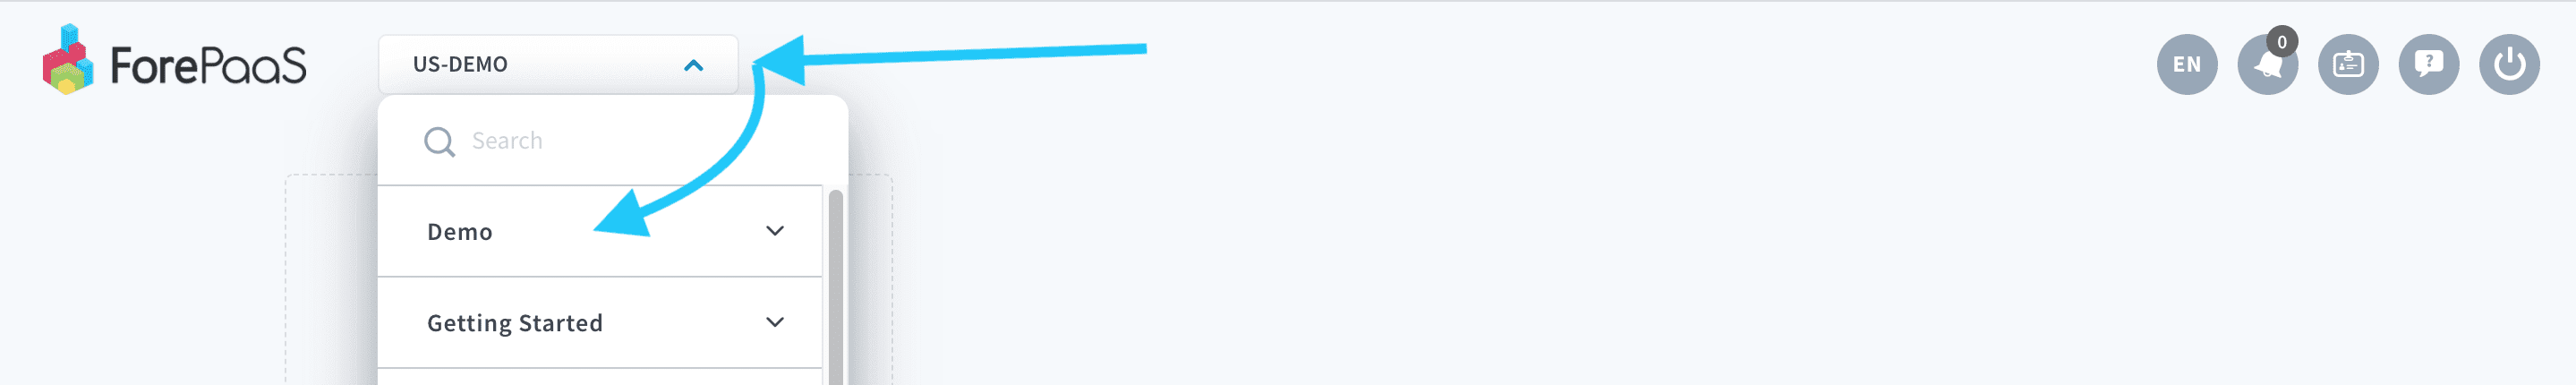 ForePaaS
US-DEMO
EN
0
?
Search
Demo
Getting Started